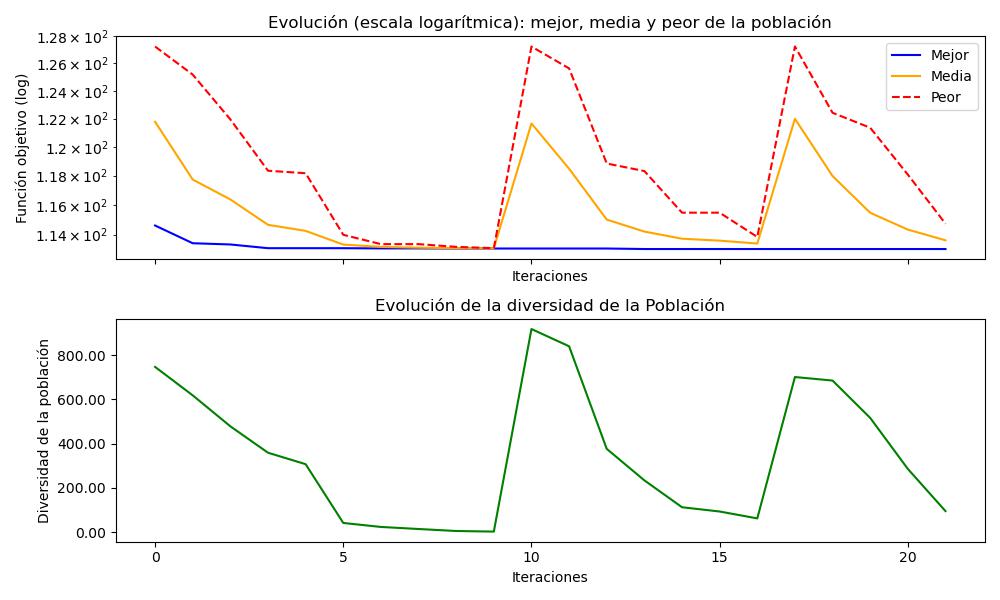 Evolución (escala logarítmica): mejor, media y peor de la población
Función objetivo (log)
1.28 × 10²
1.26 × 10²
1.24 × 10²
1.22 × 10²
1.2 × 10²
1.18 × 10²
1.16 × 10²
1.14 × 10²
Mejor
Media
Peor
Iteraciones
Evolución de la diversidad de la Población
Diversidad de la población
800.00
600.00
400.00
200.00
0.00
0 5 10 15 20
Iteraciones